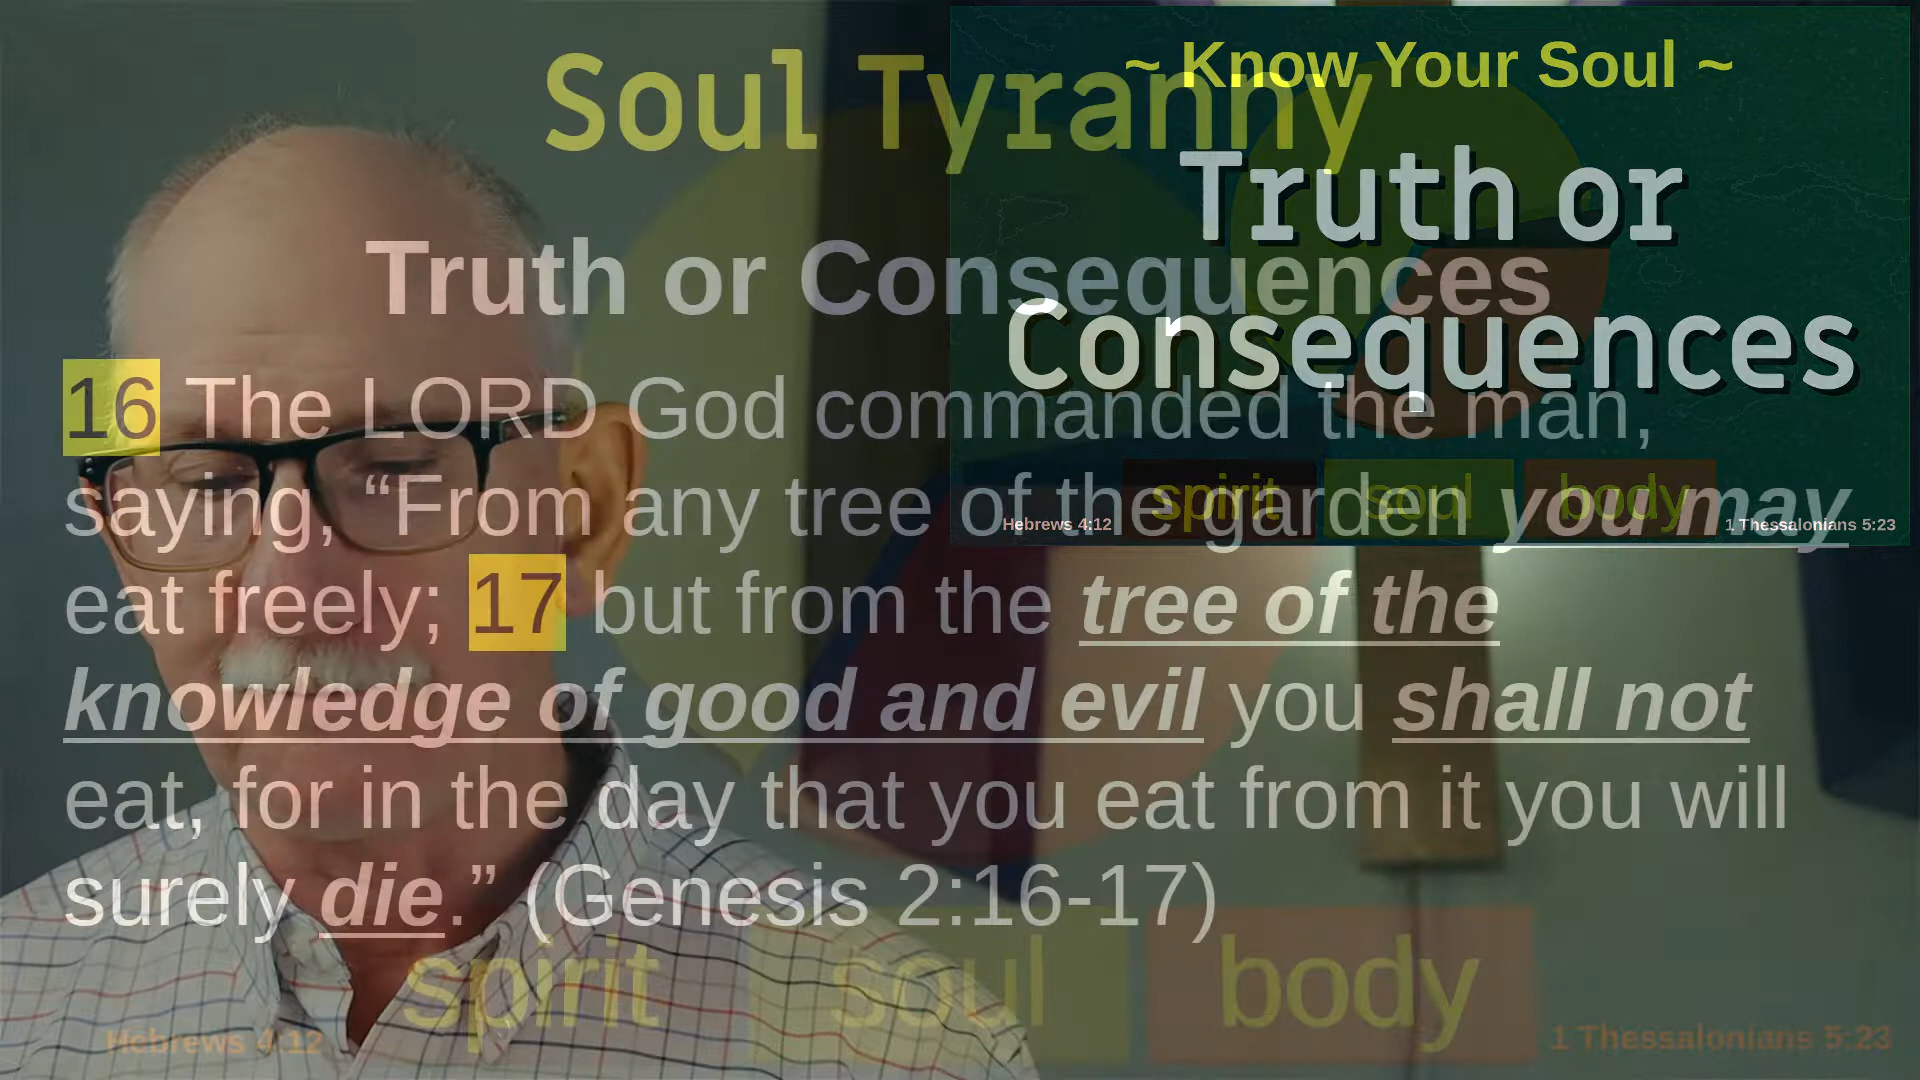 Soul Tyranny
Truth or Consequences
16 The LORD God commanded the man,
saying, “From any tree of the garden you may
eat freely; 17 but from the tree of the
knowledge of good and evil you shall not
eat, for in the day that you eat from it you will
surely die.” (Genesis 2:16-17)
spirit soul body
Hebrews 4:12
1 Thessalonians 5:23
~ Know Your Soul ~
Truth or
Consequences
spirit soul body
Hebrews 4:12
1 Thessalonians 5:23